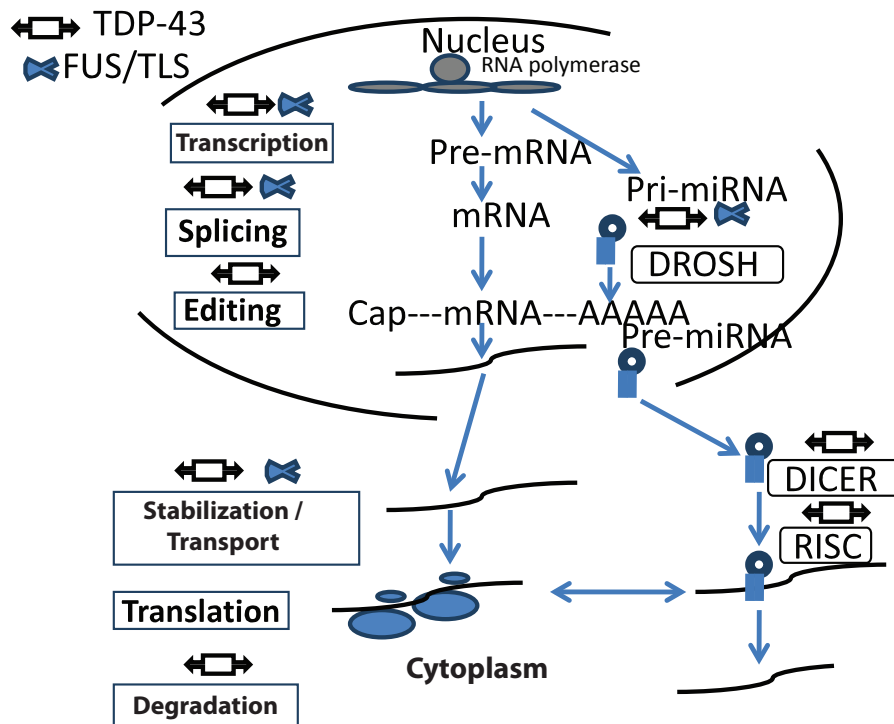 TDP-43
FUS/TLS
Nucleus
RNA polymerase
Transcription
Pre-mRNA
Pri-miRNA
Splicing
mRNA
DROSH
Editing
Cap---mRNA---AAAAA
Pre-miRNA
DICER
Stabilization /
Transport
RISC
Translation
Cytoplasm
Degradation